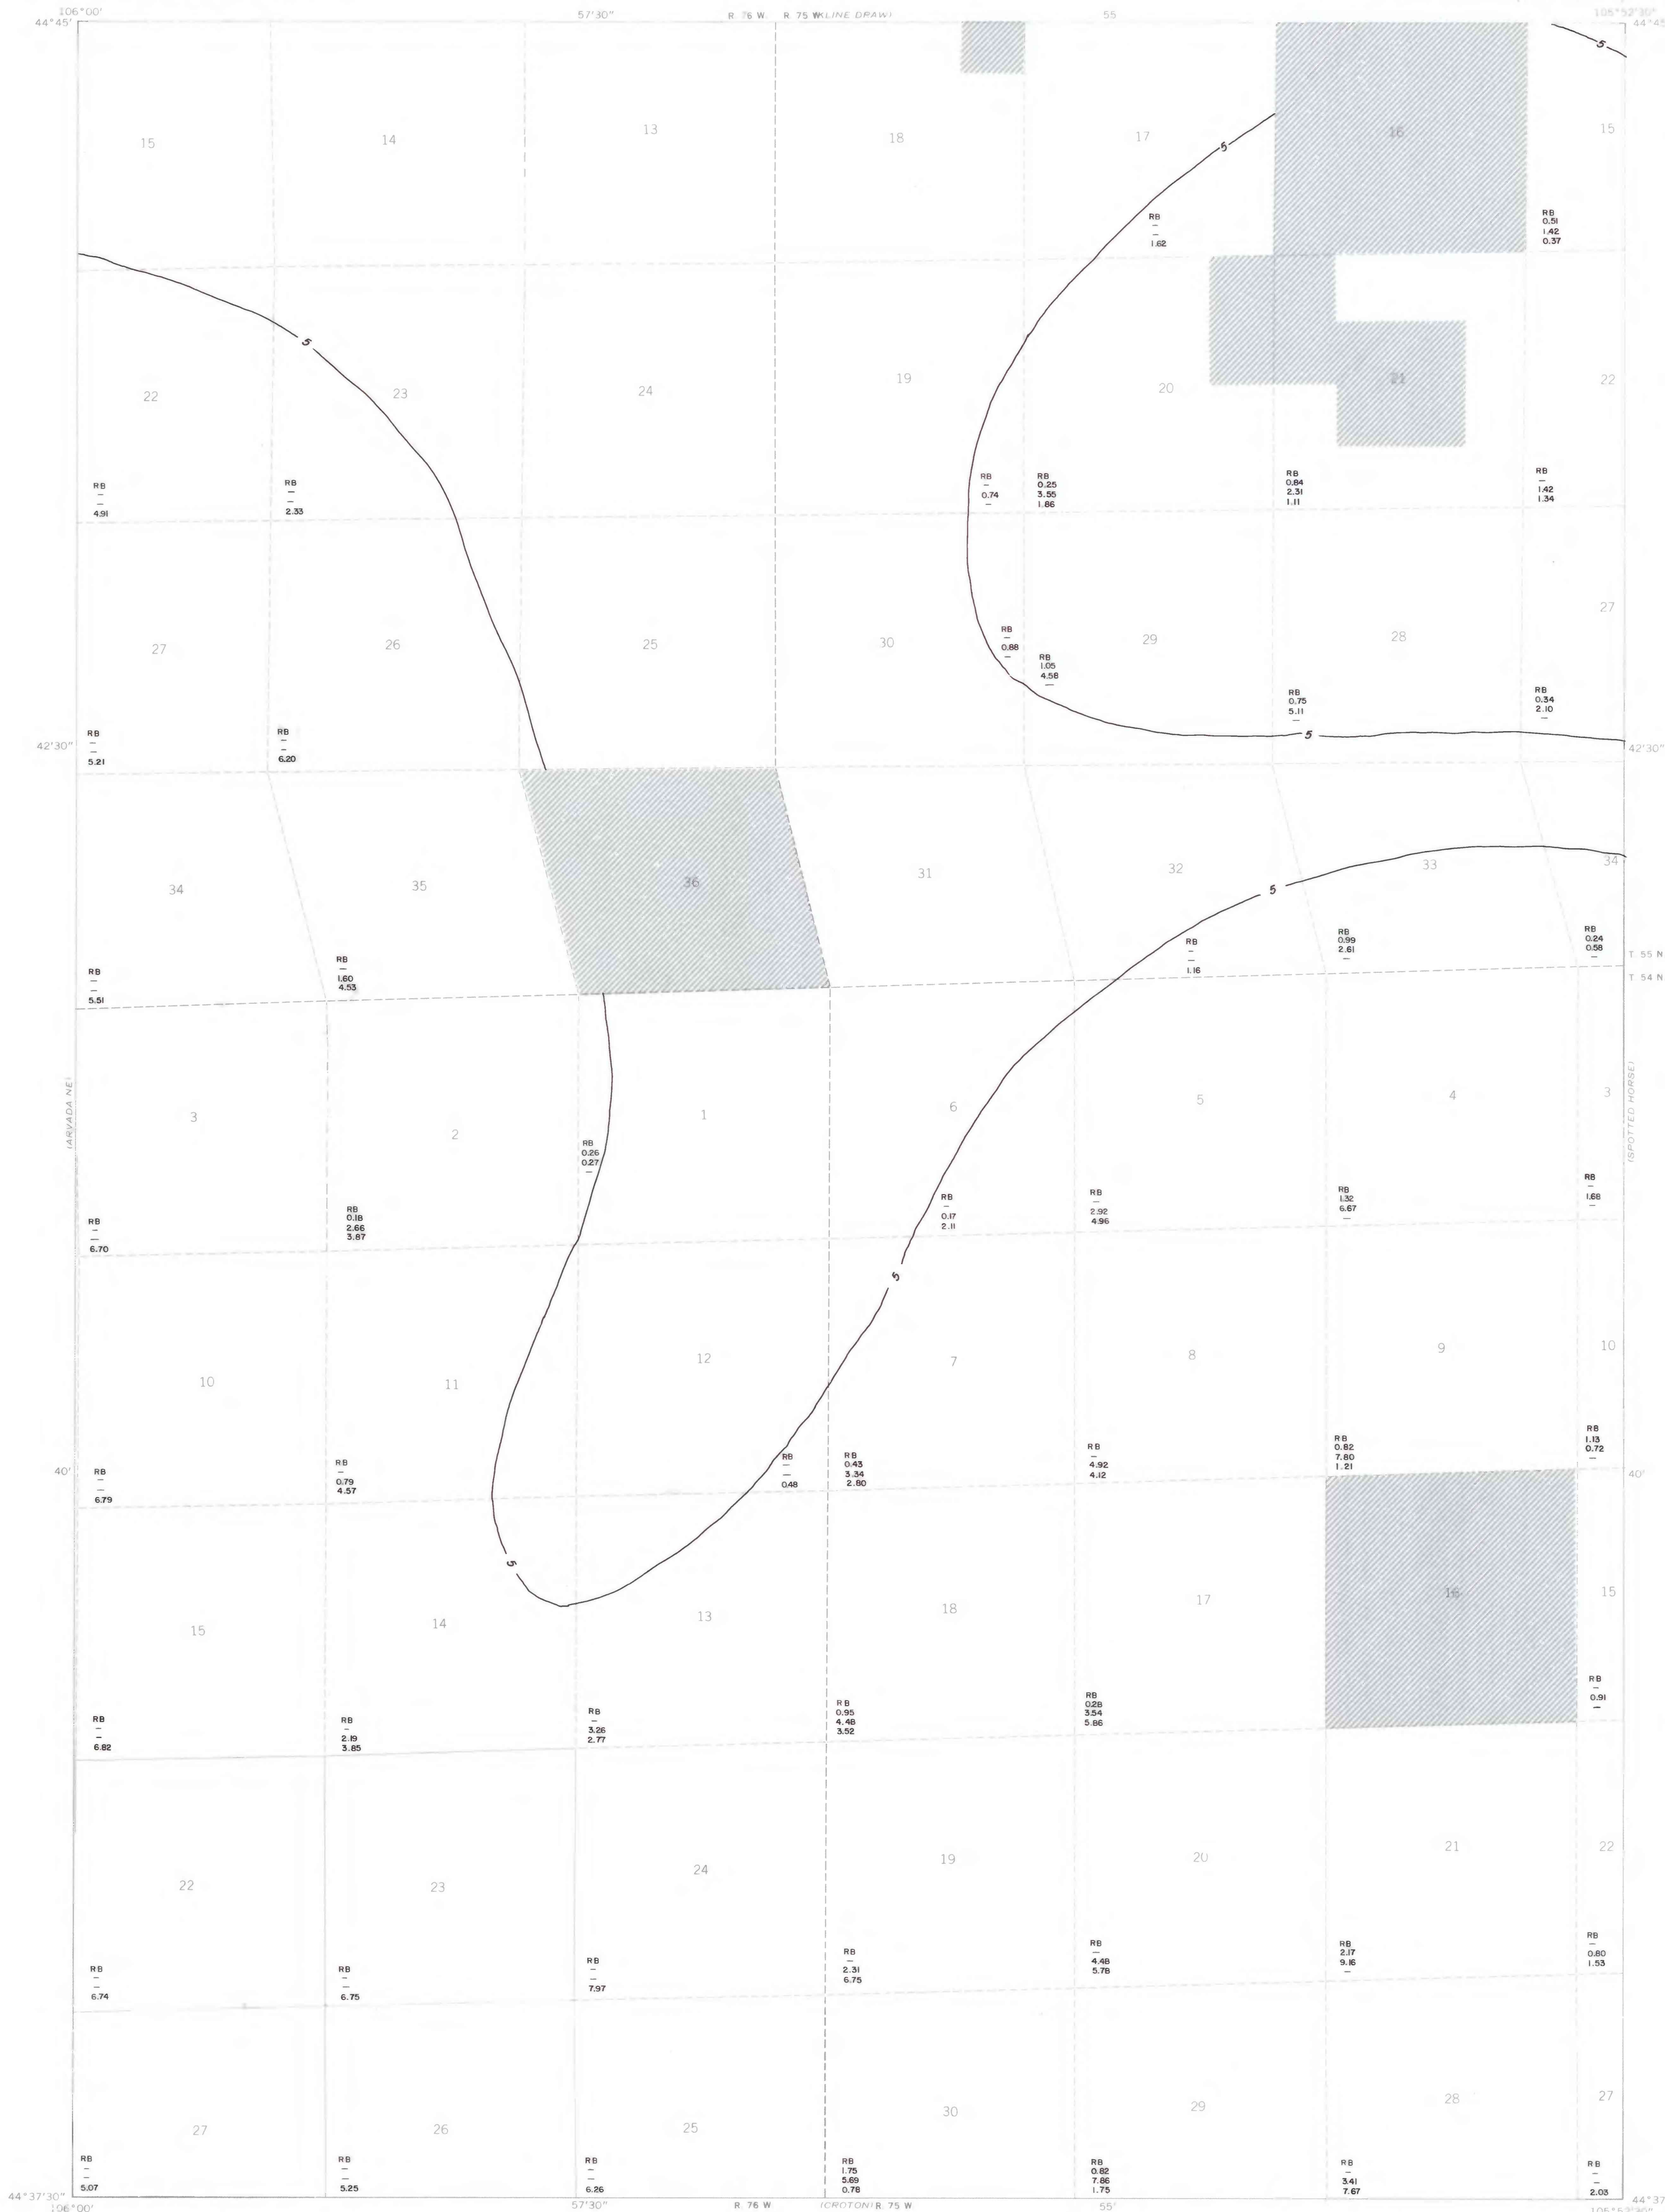 106°00' 57'30" R. 76 W. R. 75 W. (KLINE DRAW) 55 105°52'30"
44°45' 44°45'
5
15 14 13 18 17 16 15
5
RB
–
–
1.62
RB
0.51
1.42
0.37
5
22 23 24 19 20 21 22
RB
–
–
4.91
RB
–
–
2.33
RB
–
0.74
–
RB
0.25
3.55
1.86
RB
0.84
2.31
1.11
RB
–
1.42
1.34
27 26 25 30 29 28 27
RB
–
0.88
–
RB
1.05
4.58
–
RB
0.75
5.11
–
RB
0.34
2.10
–
42'30" 42'30"
RB
–
–
5.21
RB
–
–
6.20
5
34 35 36 31 32 33 34
5
RB
–
–
5.51
RB
–
1.60
4.53
RB
–
–
1.16
RB
0.99
2.61
–
RB
0.24
0.58
–
T. 55 N
T. 54 N
(ARVADA NE)
(SPOTTED HORSE)
3 2 1 6 5 4 3
RB
0.26
0.27
–
RB
–
–
6.70
RB
0.18
2.66
3.87
RB
–
0.17
2.11
RB
–
2.92
4.96
RB
1.32
6.67
–
RB
–
1.68
–
5
10 11 12 7 8 9 10
40' 40'
RB
–
–
6.79
RB
–
0.79
4.57
RB
–
–
0.48
RB
0.43
3.34
2.80
RB
–
4.92
4.12
RB
0.82
7.80
1.21
RB
1.13
0.72
–
5
15 14 13 18 17 16 15
RB
–
–
6.82
RB
–
2.19
3.85
RB
–
3.26
2.77
RB
0.95
4.48
3.52
RB
0.28
3.54
5.86
RB
–
0.91
–
22 23 24 19 20 21 22
RB
–
–
6.74
RB
–
–
6.75
RB
–
–
7.97
RB
–
2.31
6.75
RB
–
4.48
5.78
RB
2.17
9.16
–
RB
–
0.80
1.53
27 26 25 30 29 28 27
RB
–
–
5.07
RB
–
–
5.25
RB
–
–
6.26
RB
1.75
5.69
0.78
RB
0.82
7.86
1.75
RB
–
3.41
7.67
RB
–
–
2.03
44°37'30" 44°37'
106°00' 57'30" R. 76 W (CROTON) R. 75 W 55' 105°52'30"